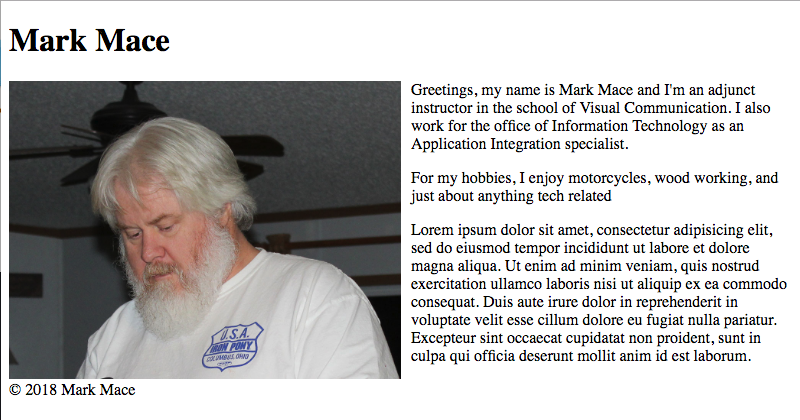 Mark Mace
Greetings, my name is Mark Mace and I'm an adjunct
instructor in the school of Visual Communication. I also
work for the office of Information Technology as an
Application Integration specialist.
For my hobbies, I enjoy motorcycles, wood working, and
just about anything tech related
Lorem ipsum dolor sit amet, consectetur adipisicing elit,
sed do eiusmod tempor incididunt ut labore et dolore
magna aliqua. Ut enim ad minim veniam, quis nostrud
exercitation ullamco laboris nisi ut aliquip ex ea commodo
consequat. Duis aute irure dolor in reprehenderit in
voluptate velit esse cillum dolore eu fugiat nulla pariatur.
Excepteur sint occaecat cupidatat non proident, sunt in
culpa qui officia deserunt mollit anim id est laborum.
U.S.A.
IRON PONY
COLUMBUS, OHIO
© 2018 Mark Mace